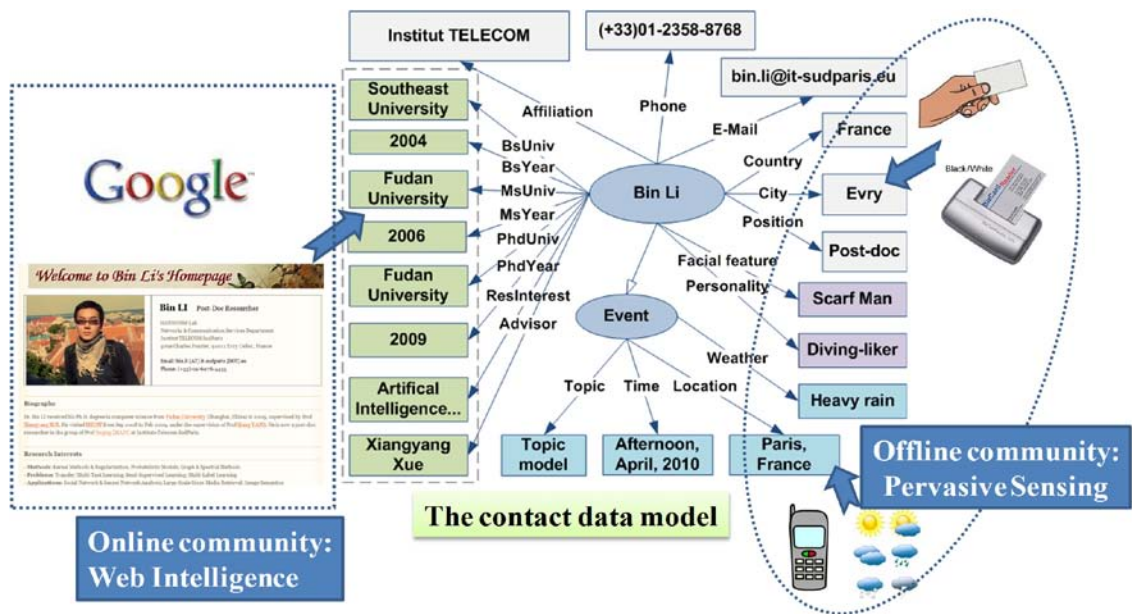 Institut TELECOM
(+33)01-2358-8768
bin.li@it-sudparis.eu
Phone
Affiliation
E-Mail
Southeast
University
2004
Fudan
University
2006
Fudan
University
2009
Artifical
Intelligence...
Xiangyang
Xue
BsUniv
BsYear
MsUniv
MsYear
PhdUniv
PhdYear
ResInterest
Advisor
Bin Li
Country
City
Position
France
Evry
Post-doc
Facial feature
Personality
Scarf Man
Diving-liker
Event
Weather
Heavy rain
Topic
Time
Location
Topic
model
Afternoon,
April, 2010
Paris,
France
The contact data model
Google™
Welcome to Bin Li's Homepage
Bin LI Post-Doc Researcher
Biography
Research Interests
Online community:
Web Intelligence
Black/White
Offline community:
Pervasive Sensing